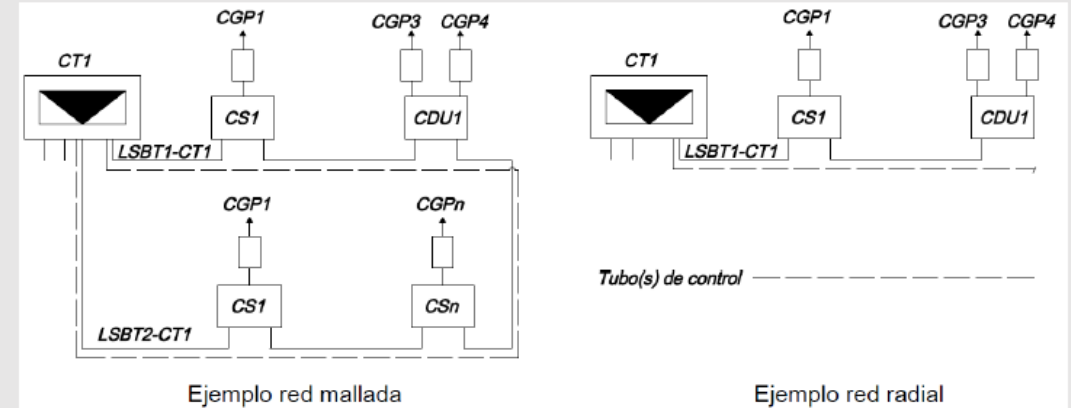 CGP1
CGP3 CGP4
CT1
CS1
CDU1
LSBT1-CT1
CGP1
CGPn
CS1
CSn
LSBT2-CT1
Ejemplo red mallada
CGP1
CGP3 CGP4
CT1
CS1
CDU1
LSBT1-CT1
Tubo(s) de control
Ejemplo red radial